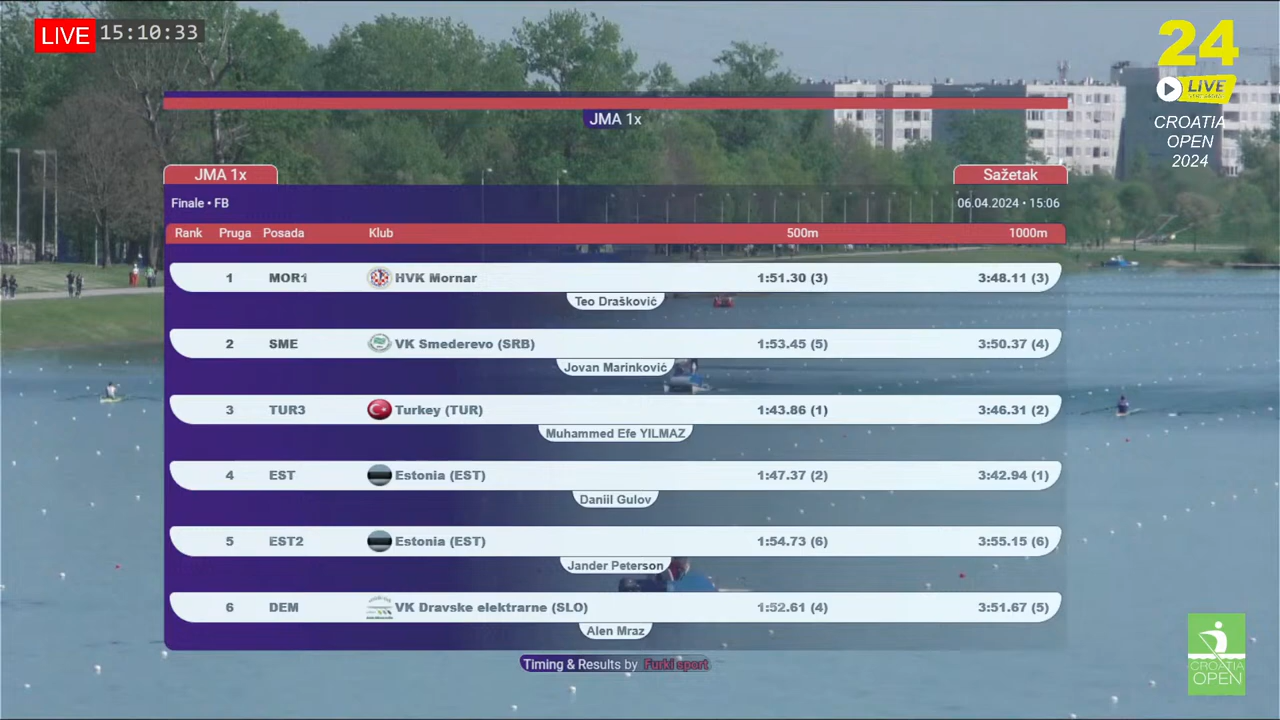 LIVE 15:10:33
24
LIVE
CROATIA
OPEN
2024
JMA 1x
JMA 1x Sažetak
Finale • FB 06.04.2024 • 15:06
Rank Pruga Posada Klub 500m 1000m
1 MOR1 HVK Mornar 1:51.30 (3) 3:48.11 (3)
Teo Drašković
2 SME VK Smederevo (SRB) 1:53.45 (5) 3:50.37 (4)
Jovan Marinković
3 TUR3 Turkey (TUR) 1:43.86 (1) 3:46.31 (2)
Muhammed Efe YILMAZ
4 EST Estonia (EST) 1:47.37 (2) 3:42.94 (1)
Daniil Gulov
5 EST2 Estonia (EST) 1:54.73 (6) 3:55.15 (6)
Jander Peterson
6 DEM VK Dravske elektrarne (SLO) 1:52.61 (4) 3:51.67 (5)
Alen Mraz
Timing & Results by Furki sport
CROATIA
OPEN